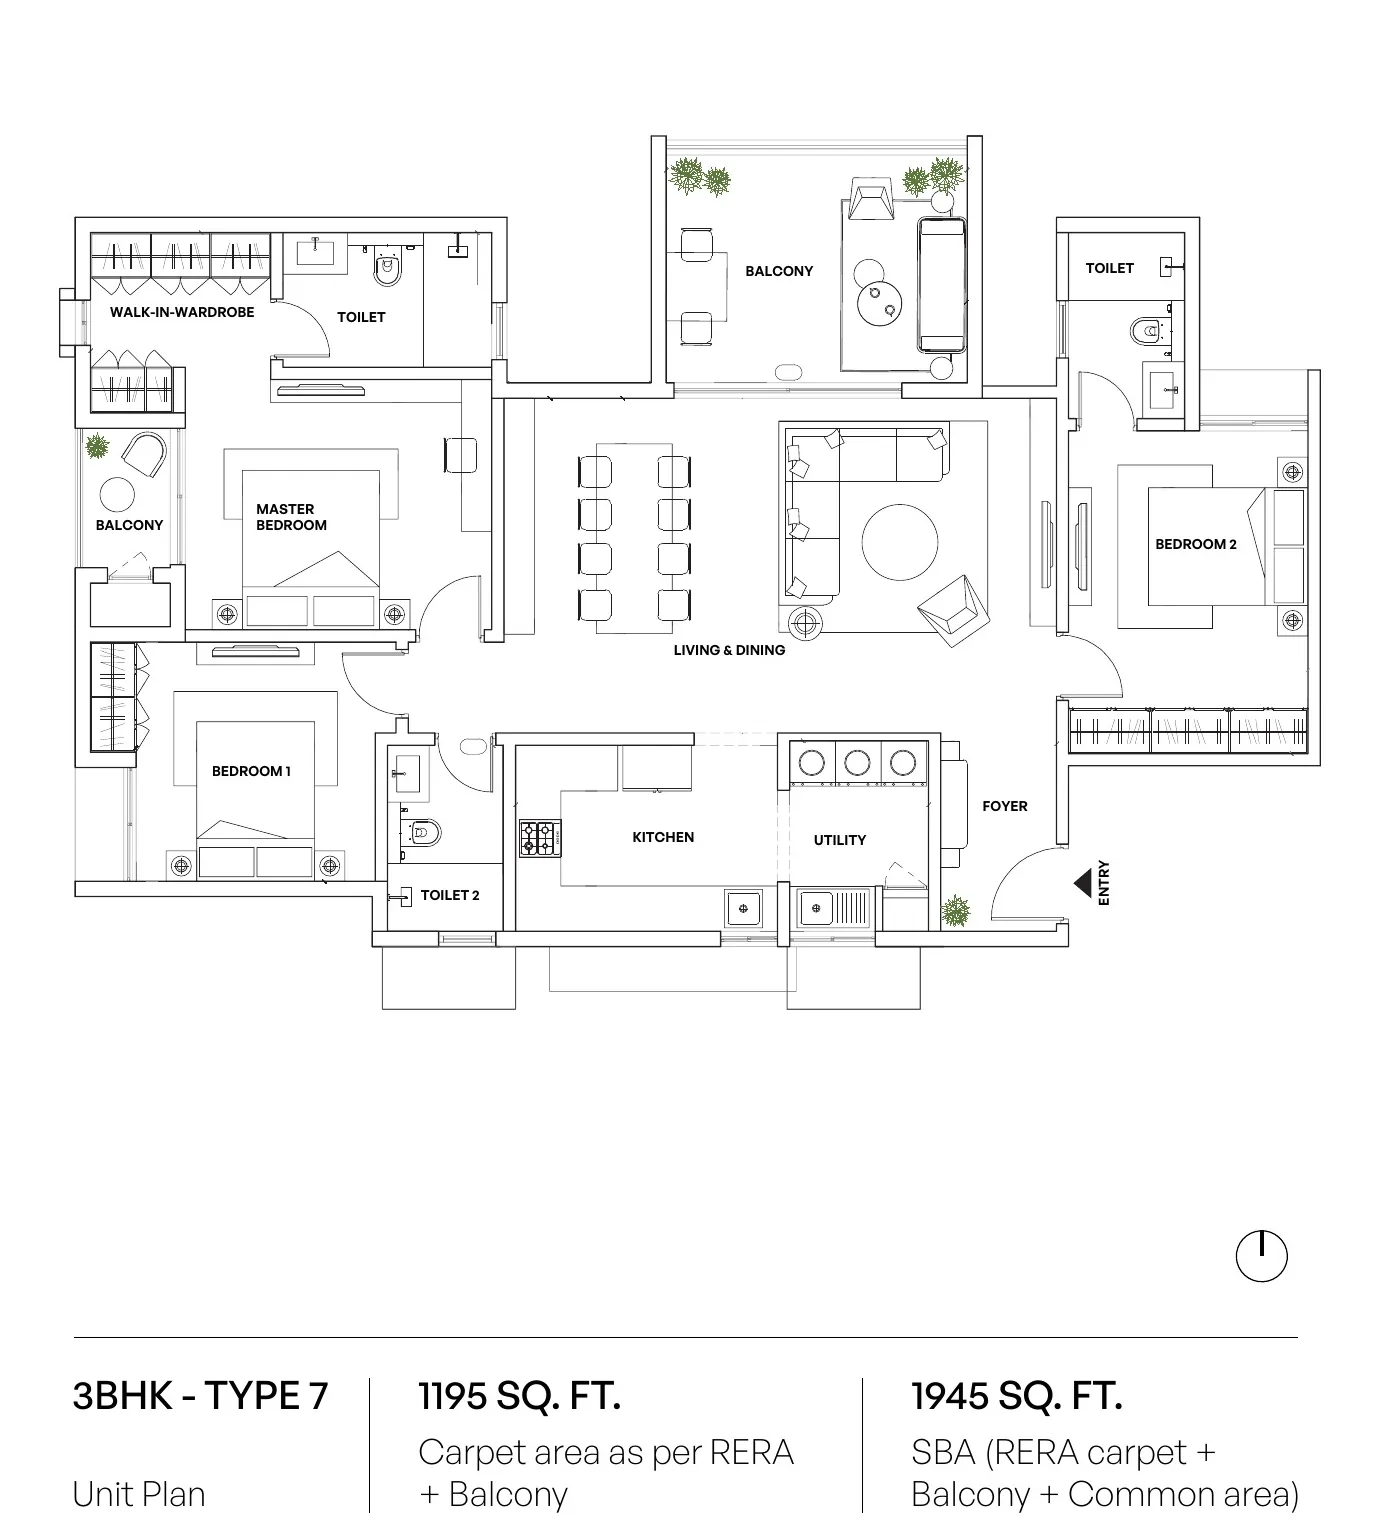 BALCONY
TOILET
WALK-IN-WARDROBE
TOILET
MASTER
BEDROOM
BALCONY
BEDROOM 2
LIVING & DINING
BEDROOM 1
FOYER
KITCHEN
UTILITY
ENTRY
TOILET 2
3BHK - TYPE 7
Unit Plan
1195 SQ. FT.
Carpet area as per RERA
+ Balcony
1945 SQ. FT.
SBA (RERA carpet +
Balcony + Common area)